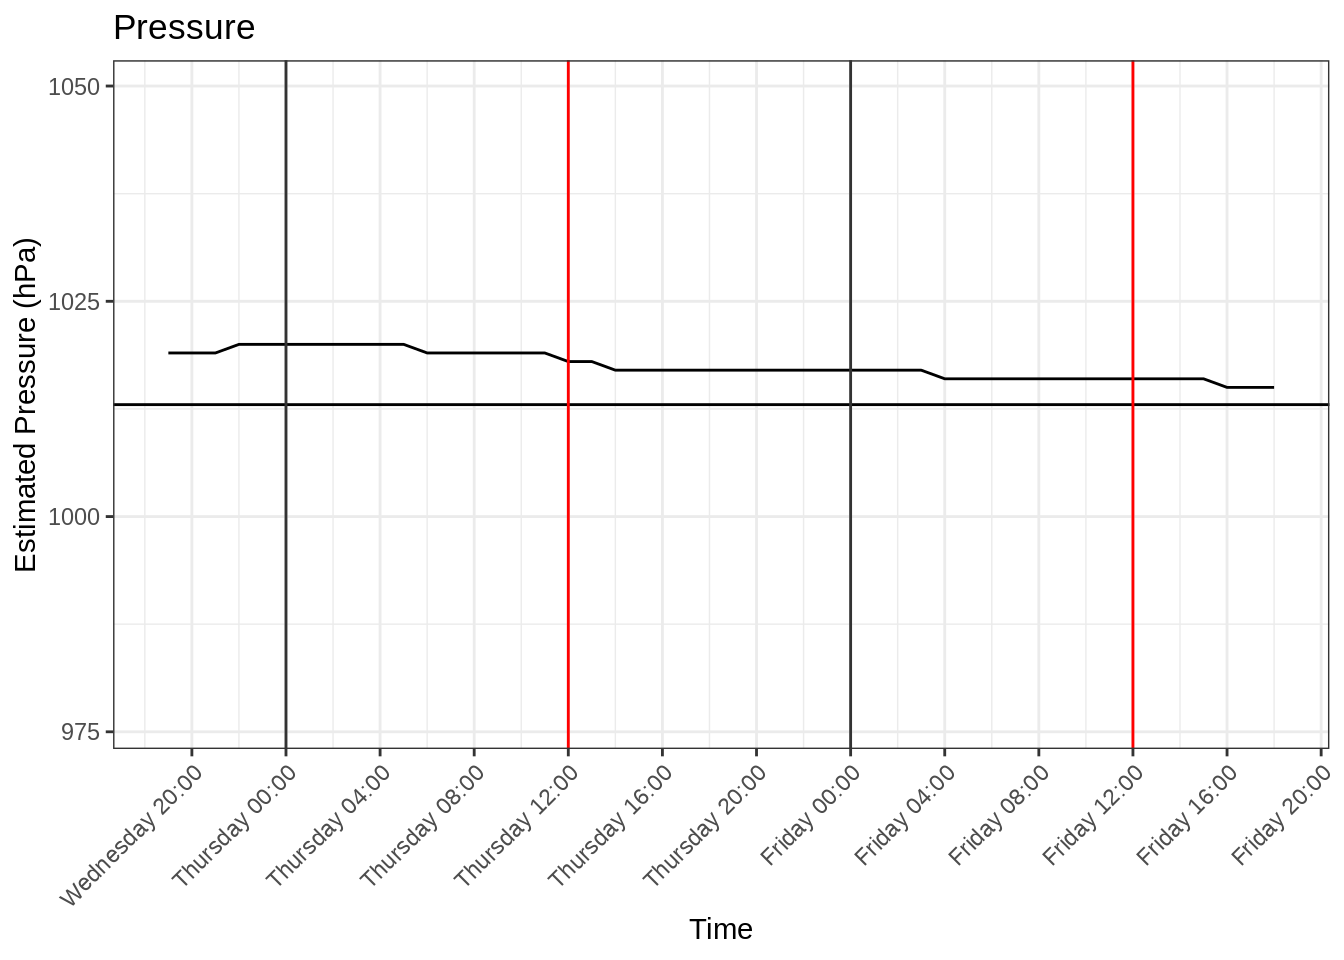 Pressure
Estimated Pressure (hPa)
1050
1025
1000
975
Wednesday 20:00
Thursday 00:00
Thursday 04:00
Thursday 08:00
Thursday 12:00
Thursday 16:00
Thursday 20:00
Friday 00:00
Friday 04:00
Friday 08:00
Friday 12:00
Friday 16:00
Friday 20:00
Time